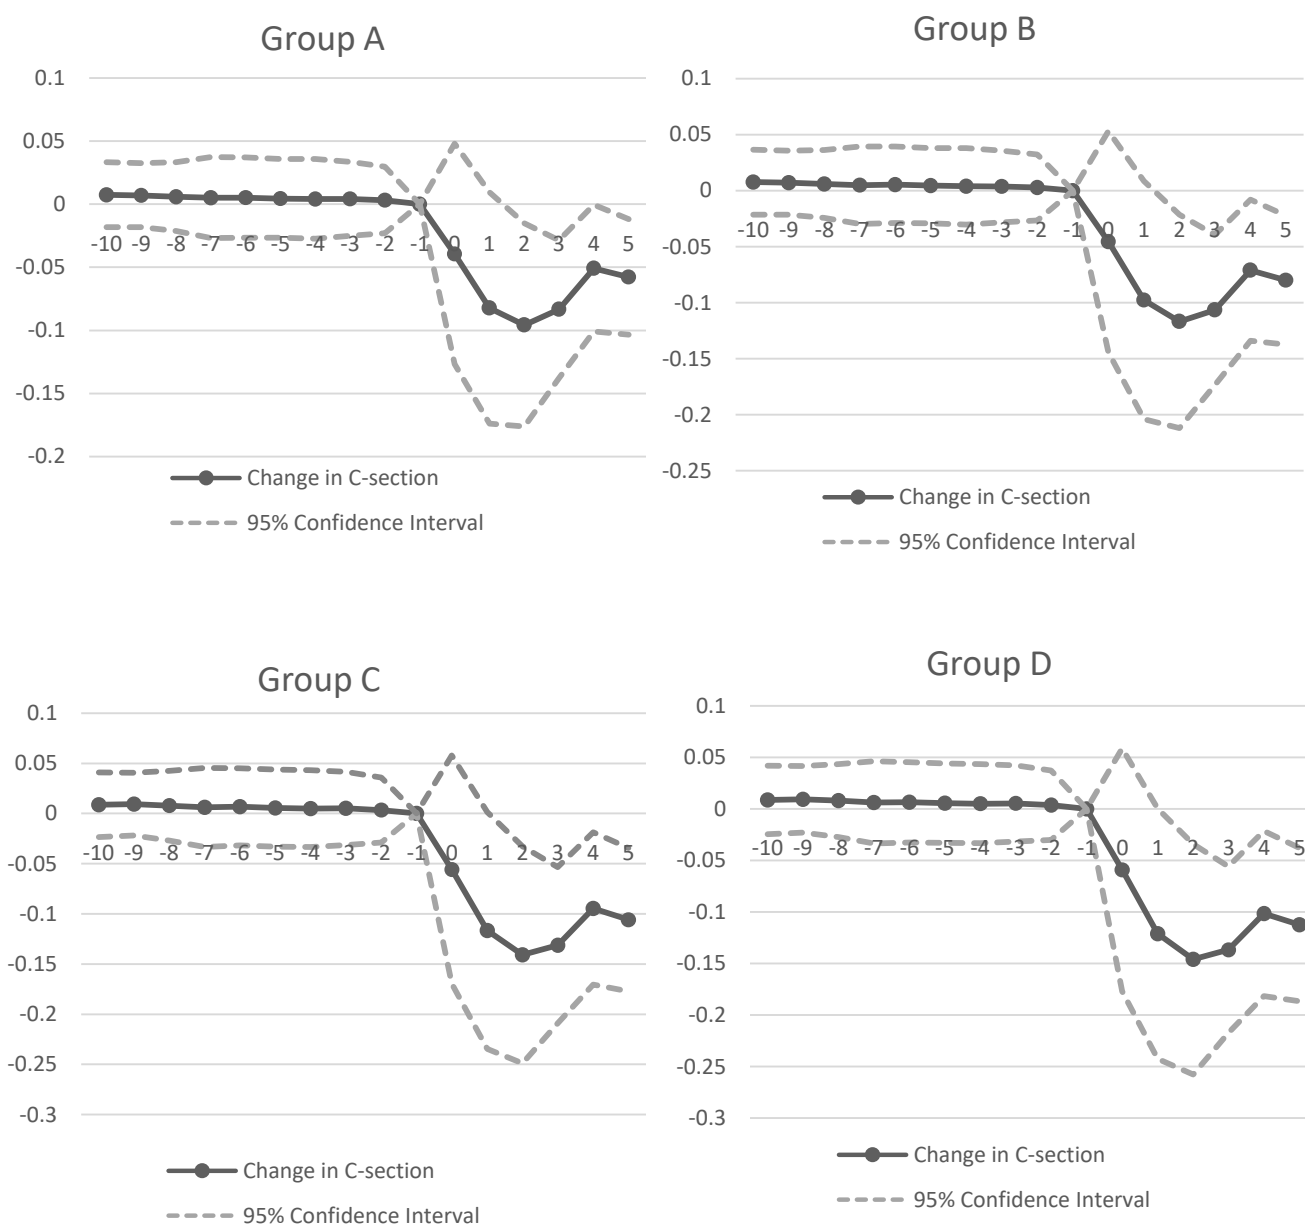 Group A
0.1
0.05
0
-10 -9 -8 -7 -6 -5 -4 -3 -2 -1 0 1 2 3 4 5
-0.05
-0.1
-0.15
-0.2
Change in C-section
95% Confidence Interval
Group B
0.1
0.05
0
-10 -9 -8 -7 -6 -5 -4 -3 -2 -1 0 1 2 3 4 5
-0.05
-0.1
-0.15
-0.2
-0.25
Change in C-section
95% Confidence Interval
Group C
0.1
0.05
0
-10 -9 -8 -7 -6 -5 -4 -3 -2 -1 0 1 2 3 4 5
-0.05
-0.1
-0.15
-0.2
-0.25
-0.3
Change in C-section
95% Confidence Interval
Group D
0.1
0.05
0
-10 -9 -8 -7 -6 -5 -4 -3 -2 -1 0 1 2 3 4 5
-0.05
-0.1
-0.15
-0.2
-0.25
-0.3
Change in C-section
95% Confidence Interval